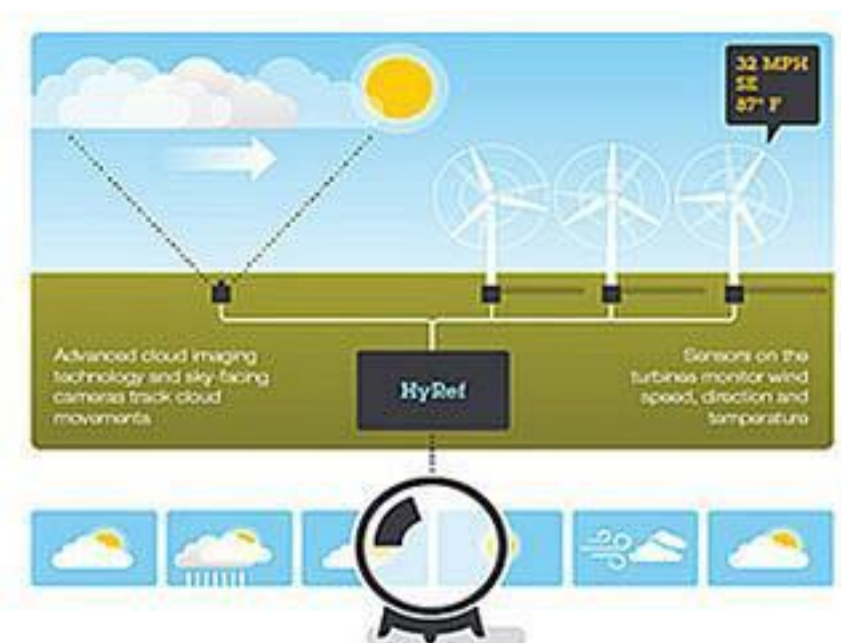 32 MPH
SE
87° F
Advanced cloud imaging
technology and sky-facing
cameras track cloud
movements
HyRef
Sensors on the
turbines monitor wind
speed, direction and
temperature